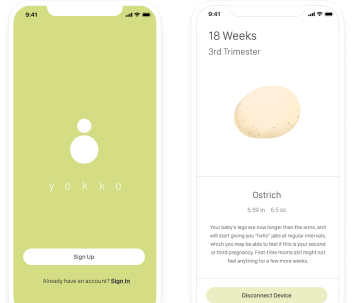 9:41
yokko
Sign Up
Already have an account? Sign In
9:41
18 Weeks
3rd Trimester
Ostrich
5.59 in 6.5 oz
Your baby's legs are now longer than the arms, and
will start giving you "hello" jabs at regular intervals,
which you may be able to feel if this is your second
or third pregnancy. First-time moms still might not
feel anything for a few more weeks.
Disconnect Device